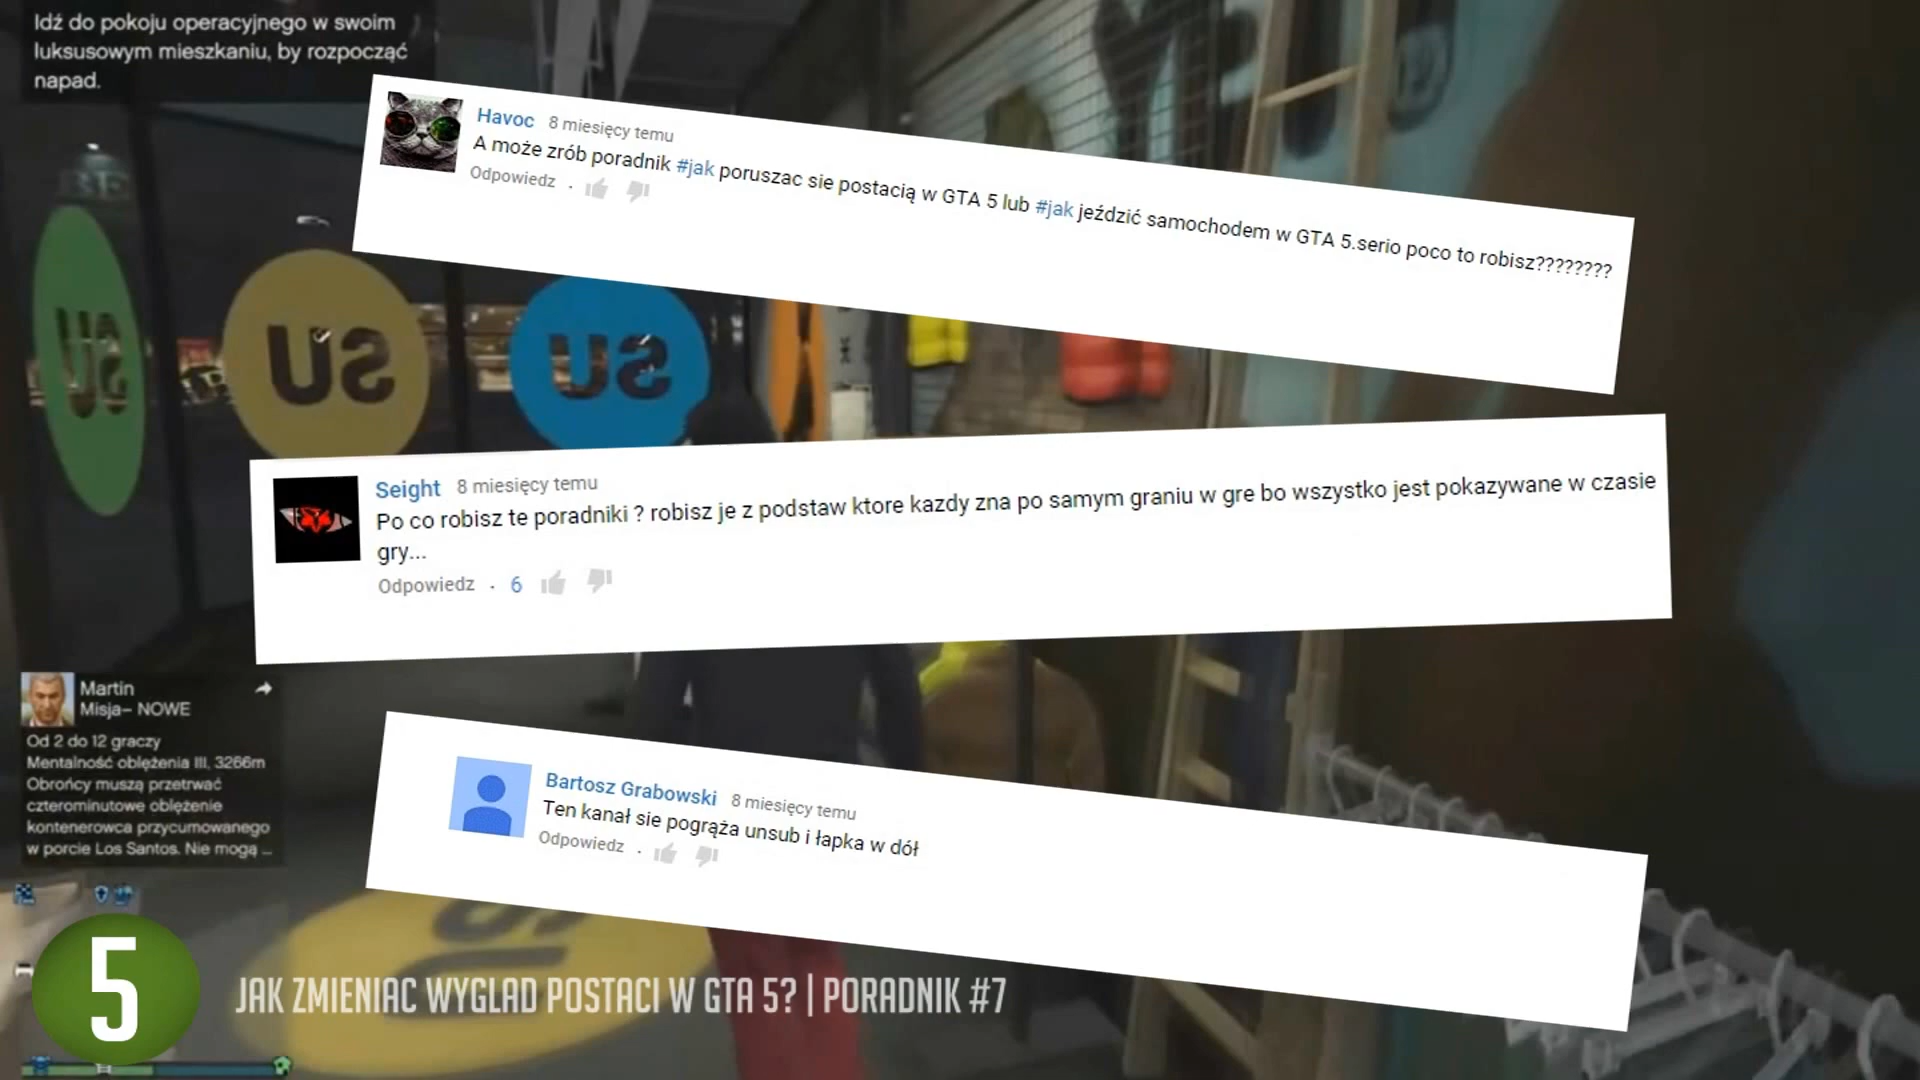 Idź do pokoju operacyjnego w swoim
luksusowym mieszkaniu, by rozpocząć
napad.
Havoc 8 miesięcy temu
A może zrób poradnik #jak poruszac sie postacią w GTA 5 lub #jak jeździć samochodem w GTA 5.serio poco to robisz????????
Odpowiedz .
SU
SU
SU
Seight 8 miesięcy temu
Po co robisz te poradniki ? robisz je z podstaw ktore kazdy zna po samym graniu w gre bo wszystko jest pokazywane w czasie
gry...
Odpowiedz . 6
Martin
Misja– NOWE
Od 2 do 12 graczy
Mentalność oblężenia III, 3266m
Obrońcy muszą przetrwać
czterominutowe oblężenie
kontenerowca przycumowanego
w porcie Los Santos. Nie mogą ...
Bartosz Grabowski 8 miesięcy temu
Ten kanał sie pogrąża unsub i łapka w dół
Odpowiedz .
5
JAK ZMIENIAC WYGLAD POSTACI W GTA 5? | PORADNIK #7